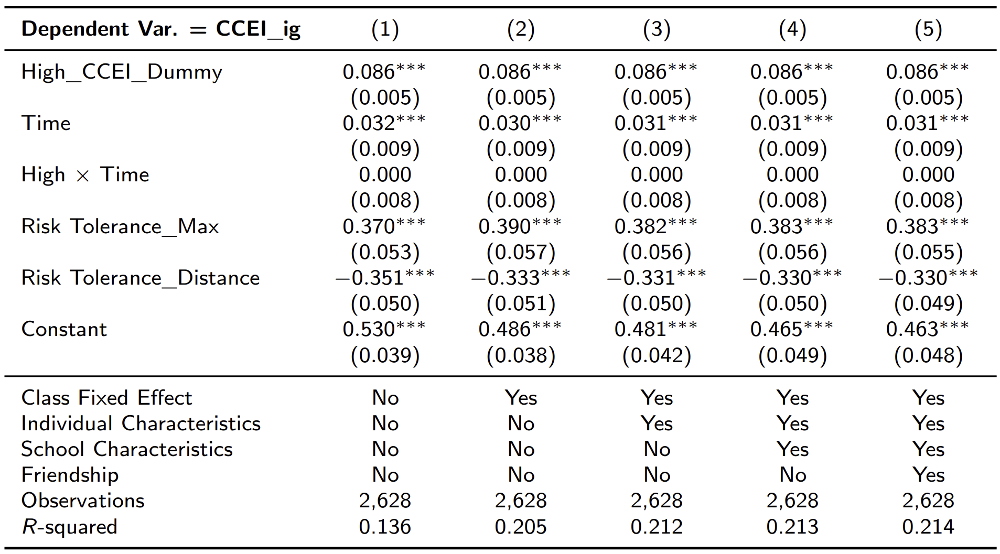 Dependent Var. = CCEI_ig (1) (2) (3) (4) (5)
High_CCEI_Dummy 0.086*** 0.086*** 0.086*** 0.086*** 0.086***
(0.005) (0.005) (0.005) (0.005) (0.005)
Time 0.032*** 0.030*** 0.031*** 0.031*** 0.031***
(0.009) (0.009) (0.009) (0.009) (0.009)
High × Time 0.000 0.000 0.000 0.000 0.000
(0.008) (0.008) (0.008) (0.008) (0.008)
Risk Tolerance_Max 0.370*** 0.390*** 0.382*** 0.383*** 0.383***
(0.053) (0.057) (0.056) (0.056) (0.055)
Risk Tolerance_Distance −0.351*** −0.333*** −0.331*** −0.330*** −0.330***
(0.050) (0.051) (0.050) (0.050) (0.049)
Constant 0.530*** 0.486*** 0.481*** 0.465*** 0.463***
(0.039) (0.038) (0.042) (0.049) (0.048)
Class Fixed Effect No Yes Yes Yes Yes
Individual Characteristics No No Yes Yes Yes
School Characteristics No No No Yes Yes
Friendship No No No No Yes
Observations 2,628 2,628 2,628 2,628 2,628
R-squared 0.136 0.205 0.212 0.213 0.214